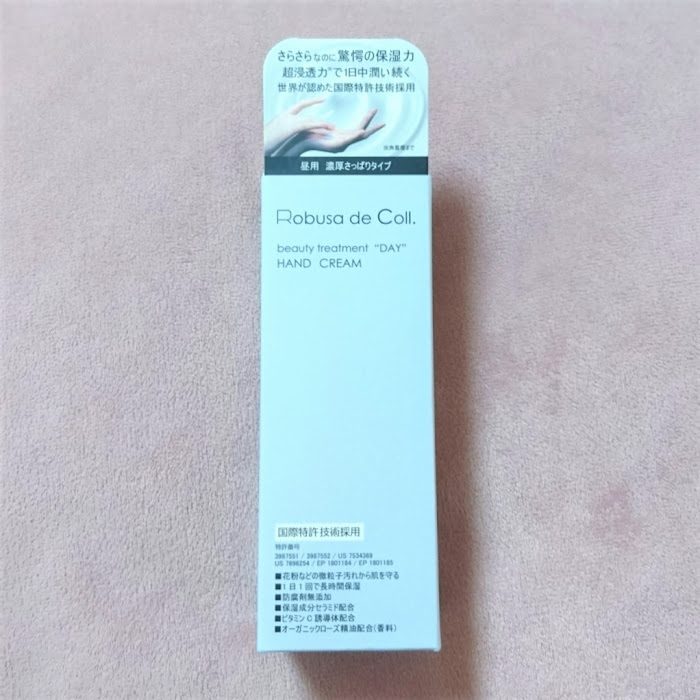 さらさらなのに驚愕の保湿力
超浸透力※で1日中潤い続く
世界が認めた国際特許技術採用
※角質層まで
昼用 濃厚さっぱりタイプ
Robusa de Coll.
beauty treatment “DAY”
HAND CREAM
国際特許技術採用
特許番号
3987551 / 3987552 / US 7534369
US 7896254 / EP 1801184 / EP 1801185
■花粉などの微粒子汚れから肌を守る
■1日1回で長時間保湿
■防腐剤無添加
■保湿成分セラミド配合
■ビタミンC誘導体配合
■オーガニックローズ精油配合(香料)